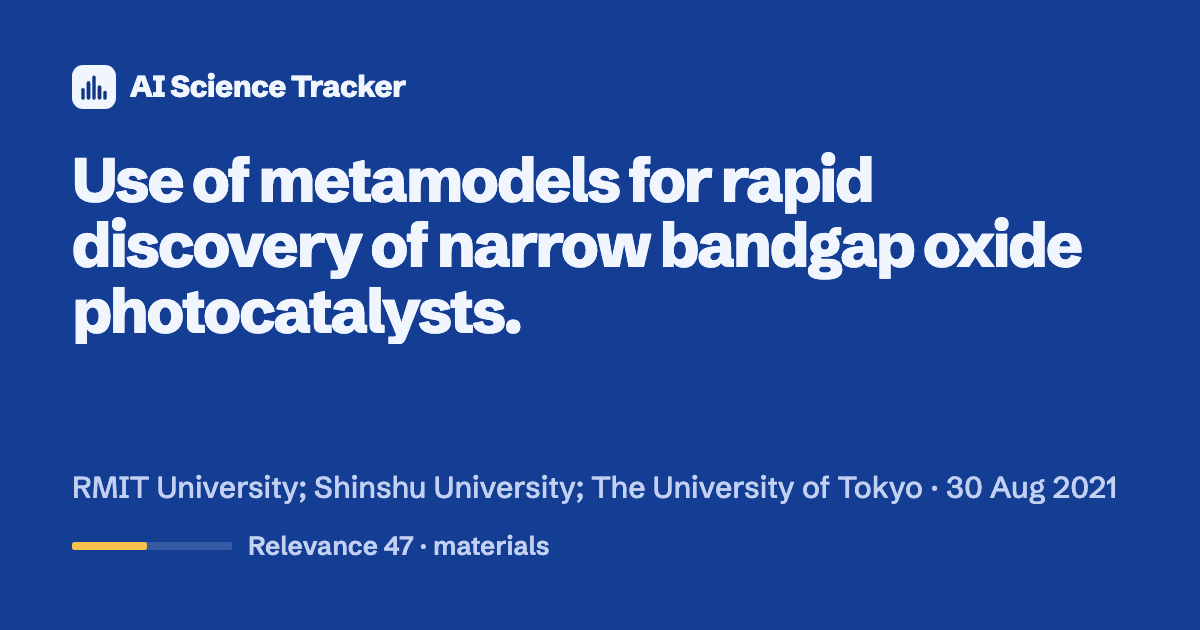 AI Science Tracker
Use of metamodels for rapid
discovery of narrow bandgap oxide
photocatalysts.
RMIT University; Shinshu University; The University of Tokyo · 30 Aug 2021
Relevance 47 · materials